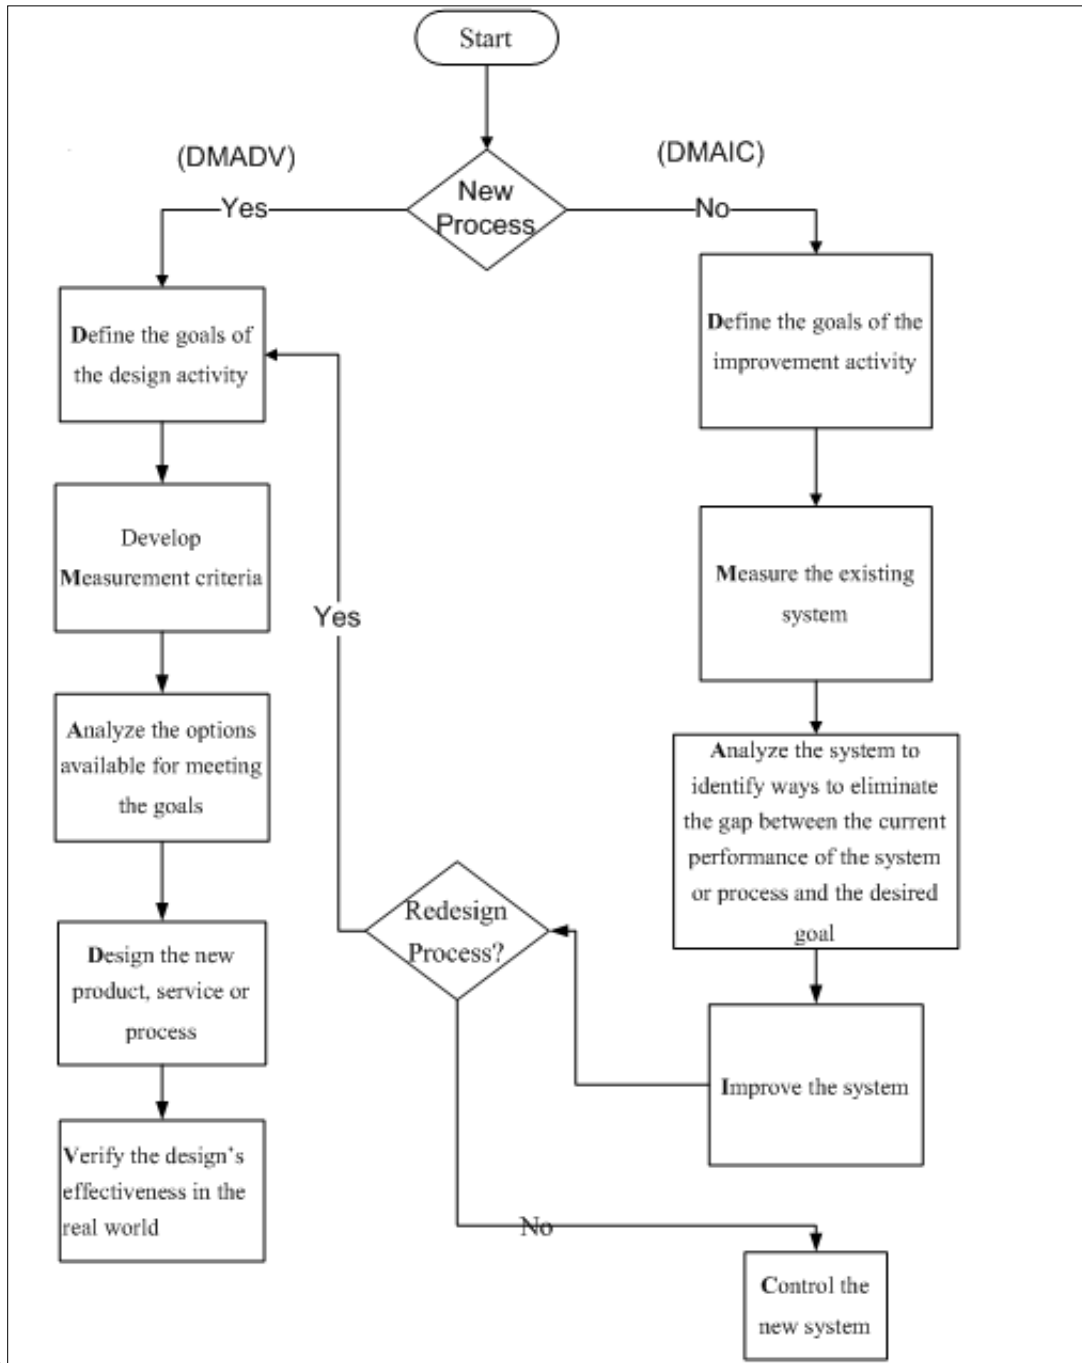 Start
(DMADV)
(DMAIC)
New
Process
Yes
No
Define the goals of
the design activity
Define the goals of the
improvement activity
Develop
Measurement criteria
Measure the existing
system
Yes
Analyze the options
available for meeting
the goals
Analyze the system to
identify ways to eliminate
the gap between the current
performance of the system
or process and the desired
goal
Redesign
Process?
Design the new
product, service or
process
Improve the system
Verify the design’s
effectiveness in the
real world
No
Control the
new system